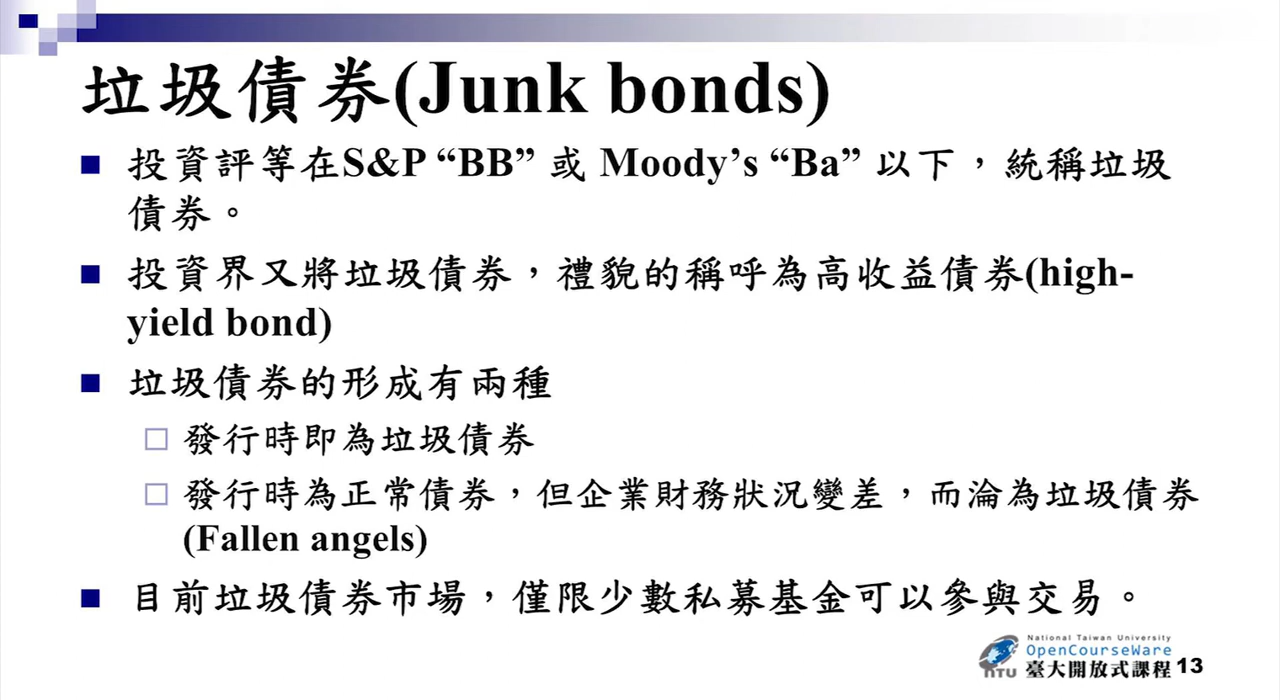 垃圾債券(Junk bonds)
投資評等在S&P “BB” 或 Moody’s “Ba” 以下，統稱垃圾
債券。
投資界又將垃圾債券，禮貌的稱呼為高收益債券(high-
yield bond)
垃圾債券的形成有兩種
發行時即為垃圾債券
發行時為正常債券，但企業財務狀況變差，而淪為垃圾債券
(Fallen angels)
目前垃圾債券市場，僅限少數私募基金可以參與交易。
National Taiwan University
OpenCourseWare
NTU 臺大開放式課程 13